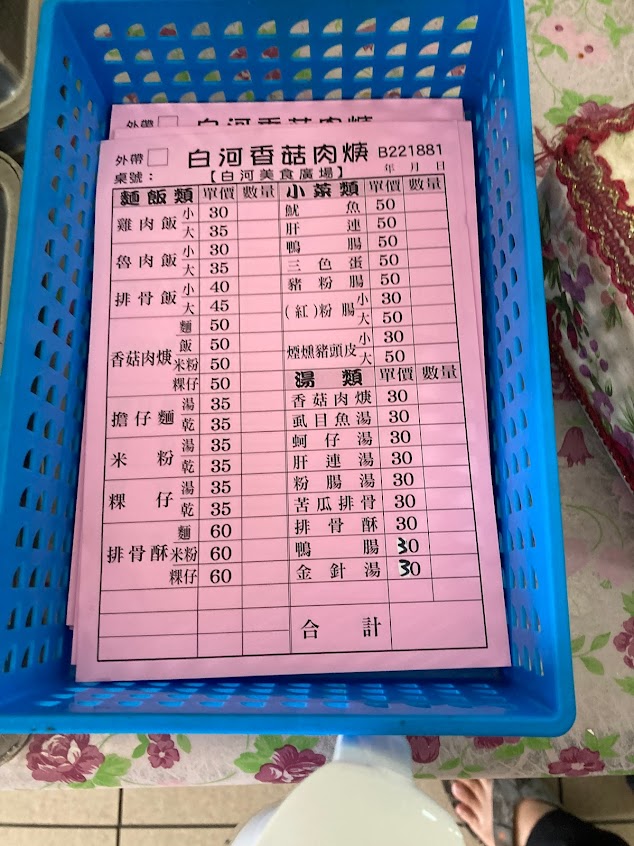 外帶 白河香菇肉焿
外帶□ 白河香菇肉焿 B221881
桌號： 【白河美食廣場】 年 月 日
麵飯類 單價 數量
雞肉飯 小 30
大 35
魯肉飯 小 30
大 35
排骨飯 小 40
大 45
香菇肉焿 麵 50
飯 50
米粉 50
粿仔 50
擔仔麵 湯 35
乾 35
米粉 湯 35
乾 35
粿仔 湯 35
乾 35
排骨酥 麵 60
米粉 60
粿仔 60
小菜類 單價 數量
魷魚 50
肝連 50
鴨腸 50
三色蛋 50
豬粉腸 50
(紅)粉腸 小 30
大 50
煙燻豬頭皮 小 30
大 50
湯類 單價 數量
香菇肉焿 30
虱目魚湯 30
蚵仔湯 30
肝連湯 30
粉腸湯 30
苦瓜排骨 30
排骨酥 30
鴨腸 30
金針湯 30
合計